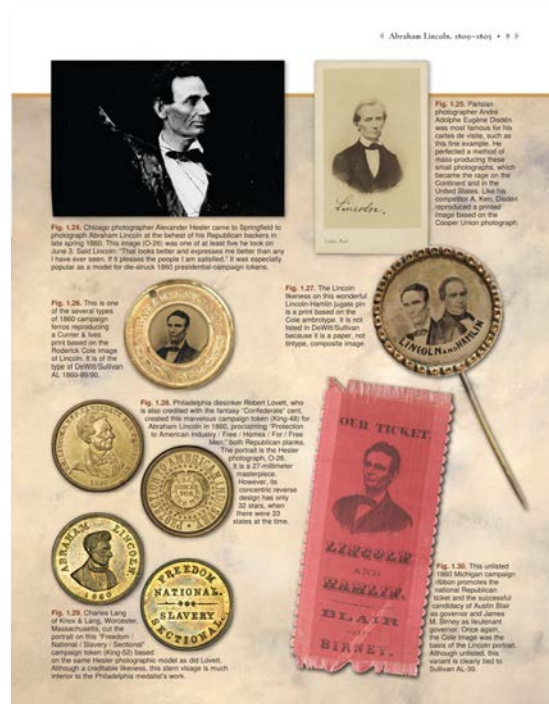 Abraham Lincoln, 1809–1865 • 9
Fig. 1.24. Chicago photographer Alexander Hesler came to Springfield to
photograph Abraham Lincoln at the behest of his Republican backers in
late spring 1860. This image (O-26) was one of at least five he took on
June 3. Said Lincoln: "That looks better and expresses me better than any
I have ever seen. If it pleases the people I am satisfied." It was especially
popular as a model for die-struck 1860 presidential-campaign tokens.
Lincoln.
Fig. 1.25. Parisian
photographer André
Adolphe Eugène Disdéri
was most famous for his
cartes de visite, such as
this fine example. He
perfected a method of
mass-producing these
small photographs, which
became the rage on the
Continent and in the
United States. Like his
competitor A. Ken, Disdéri
reproduced a printed
image based on the
Cooper Union photograph.
Fig. 1.26. This is one
of the several types
of 1860 campaign
ferros reproducing
a Currier & Ives
print based on the
Roderick Cole image
of Lincoln. It is of the
type of DeWitt/Sullivan
AL 1860-89/90.
Fig. 1.27. The Lincoln
likeness on this wonderful
Lincoln-Hamlin jugate pin
is a print based on the
Cole ambrotype. It is not
listed in DeWitt/Sullivan
because it is a paper, not
tintype, composite image.
LINCOLN AND HAMLIN
Fig. 1.28. Philadelphia diesinker Robert Lovett, who
is also credited with the fantasy "Confederate" cent,
created this marvelous campaign token (King-48) for
Abraham Lincoln in 1860, proclaiming "Protection
to American Industry / Free / Homes / For / Free
Men," both Republican planks.
The portrait is the Hesler
photograph, O-26.
It is a 27-millimeter
masterpiece.
However, its
concentric reverse
design has only
32 stars, when
there were 33
states at the time.
1860
PROTECTION TO AMERICAN INDUSTRY
ABRAHAM LINCOLN.
1860
FREEDOM
NATIONAL.
SLAVERY
SECTIONAL
Fig. 1.29. Charles Lang
of Knox & Lang, Worcester,
Massachusetts, cut the
portrait on this "Freedom /
National / Slavery / Sectional"
campaign token (King-52) based
on the same Hesler photographic model as did Lovett.
Although a creditable likeness, this stern visage is much
inferior to the Philadelphia medalist's work.
OUR TICKET.
LINCOLN
AND
HAMLIN.
BLAIR
BIRNEY.
Fig. 1.30. This unlisted
1860 Michigan campaign
ribbon promotes the
national Republican
ticket and the successful
candidacy of Austin Blair
as governor and James
M. Birney as lieutenant
governor. Once again,
the Cole image was the
basis of the Lincoln portrait.
Although unlisted, this
variant is clearly tied to
Sullivan AL-39.